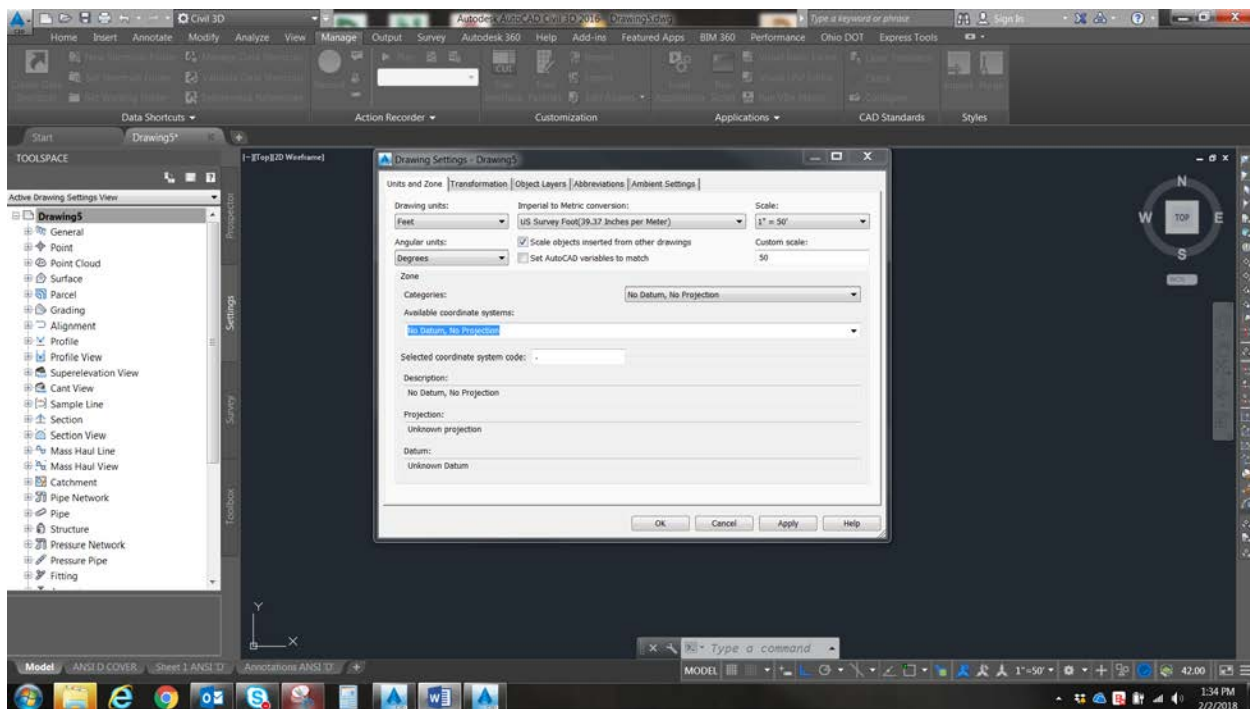 Civil 3D
Autodesk AutoCAD Civil 3D 2016 Drawing5.dwg
Type a keyword or phrase
Sign In
Home Insert Annotate Modify Analyze View Manage Output Survey Autodesk 360 Help Add-ins Featured Apps BIM 360 Performance Ohio DOT Express Tools
CUI
Data Shortcuts
Action Recorder
Customization
Applications
CAD Standards
Styles
Start
Drawing5*
TOOLSPACE
[-][Top][2D Wireframe]
Active Drawing Settings View
Drawing5
General
Point
Point Cloud
Surface
Parcel
Grading
Alignment
Profile
Profile View
Superelevation View
Cant View
Sample Line
Section
Section View
Mass Haul Line
Mass Haul View
Catchment
Pipe Network
Pipe
Structure
Pressure Network
Pressure Pipe
Fitting
Prospector
Settings
Survey
Toolbox
Drawing Settings - Drawing5
Units and Zone Transformation Object Layers Abbreviations Ambient Settings
Drawing units: Imperial to Metric conversion: Scale:
Feet US Survey Foot(39.37 Inches per Meter) 1" = 50'
Angular units: Scale objects inserted from other drawings Custom scale:
Degrees Set AutoCAD variables to match 50
Zone
Categories: No Datum, No Projection
Available coordinate systems:
No Datum, No Projection
Selected coordinate system code: .
Description:
No Datum, No Projection
Projection:
Unknown projection
Datum:
Unknown Datum
OK Cancel Apply Help
N
W TOP E
S
Y
X
Type a command
Model ANSI D COVER Sheet 1 ANSI 'D' Annotations ANSI 'D'
MODEL 1"=50' 42.00
1:34 PM
2/2/2018